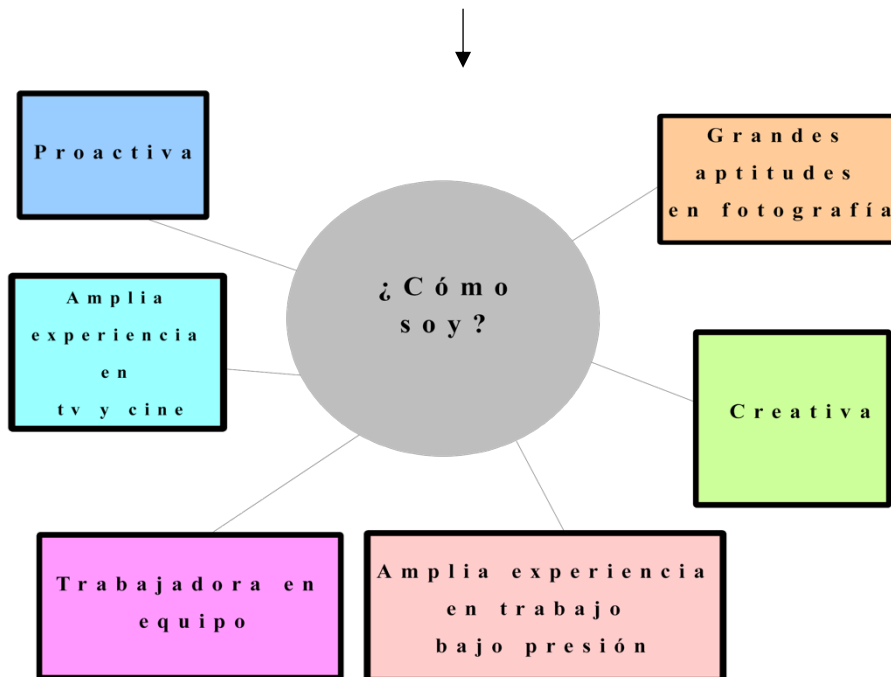 Proactiva
Grandes
aptitudes
en fotografía
¿Cómo
soy?
Amplia
experiencia
en
tv y cine
Creativa
Trabajadora en
equipo
Amplia experiencia
en trabajo
bajo presión